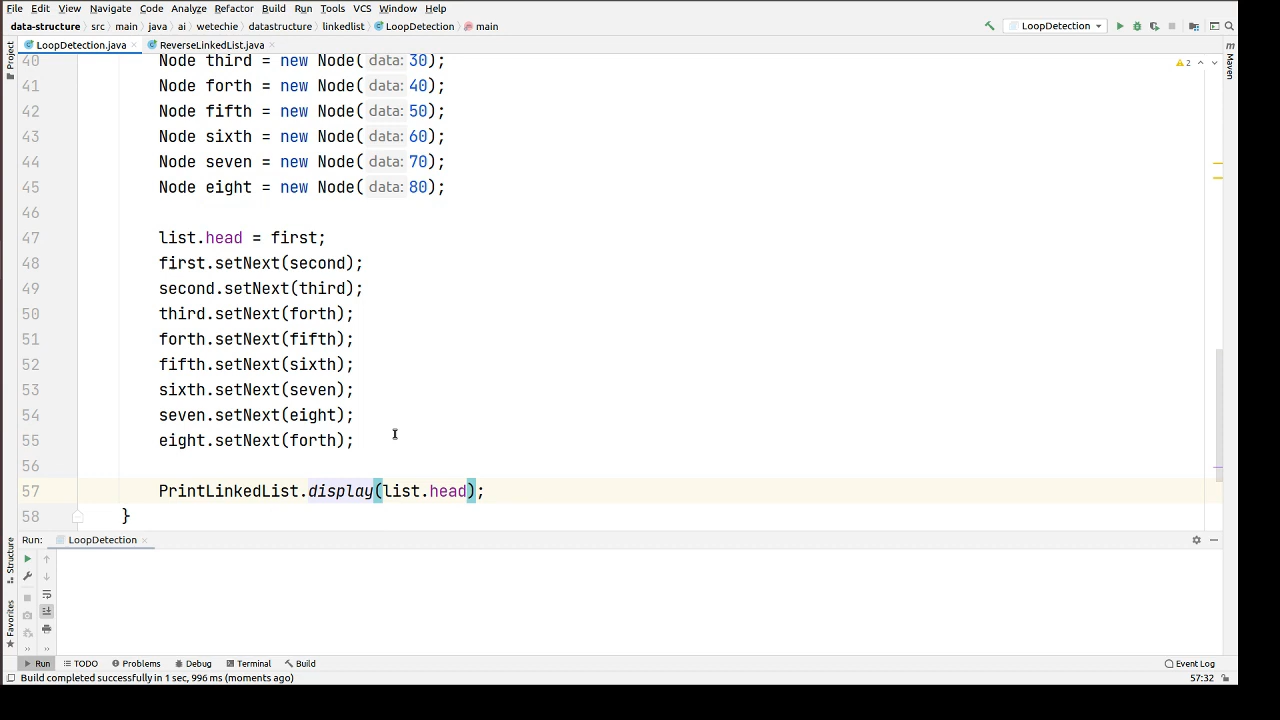 File Edit View Navigate Code Analyze Refactor Build Run Tools VCS Window Help
data-structure src main java ai wetechie datastructure linkedlist LoopDetection main LoopDetection
LoopDetection.java ReverseLinkedList.java
Project
Maven
2
40 Node third = new Node( data: 30);
41 Node forth = new Node( data: 40);
42 Node fifth = new Node( data: 50);
43 Node sixth = new Node( data: 60);
44 Node seven = new Node( data: 70);
45 Node eight = new Node( data: 80);
46
47 list.head = first;
48 first.setNext(second);
49 second.setNext(third);
50 third.setNext(forth);
51 forth.setNext(fifth);
52 fifth.setNext(sixth);
53 sixth.setNext(seven);
54 seven.setNext(eight);
55 eight.setNext(forth);
56
57 PrintLinkedList.display(list.head);
58 }
Structure
Favorites
Run: LoopDetection
Run TODO Problems Debug Terminal Build Event Log
Build completed successfully in 1 sec, 996 ms (moments ago) 57:32